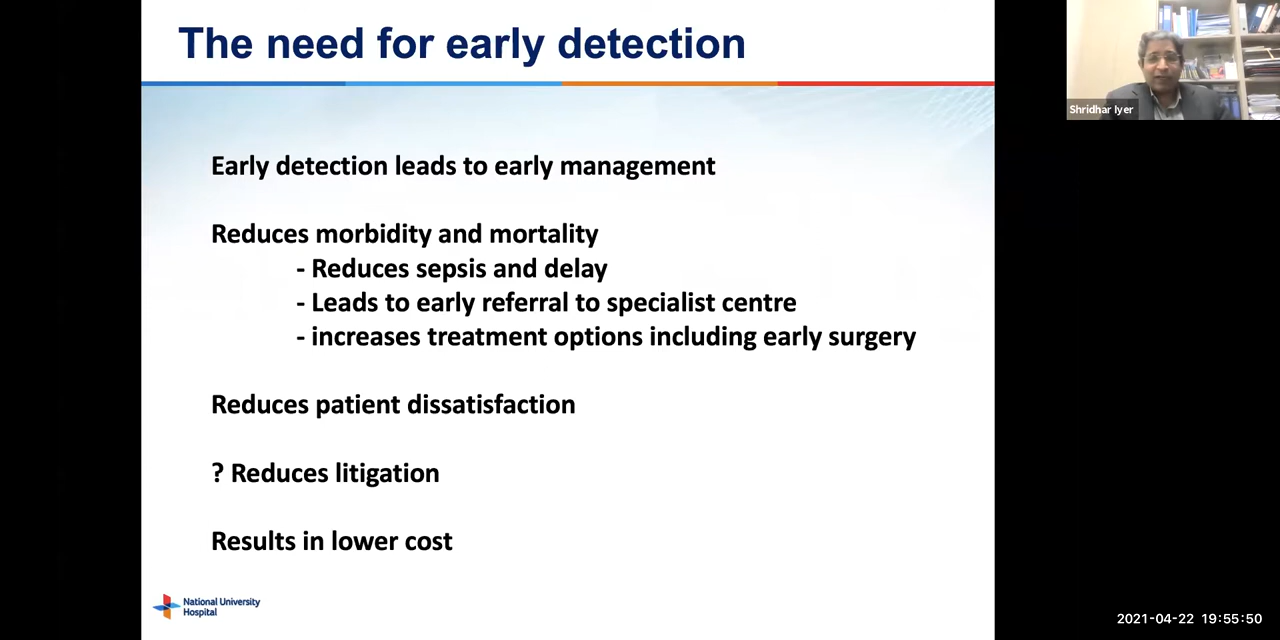 The need for early detection
Shridhar Iyer
Early detection leads to early management
Reduces morbidity and mortality
- Reduces sepsis and delay
- Leads to early referral to specialist centre
- increases treatment options including early surgery
Reduces patient dissatisfaction
? Reduces litigation
Results in lower cost
National University
Hospital
2021-04-22 19:55:50